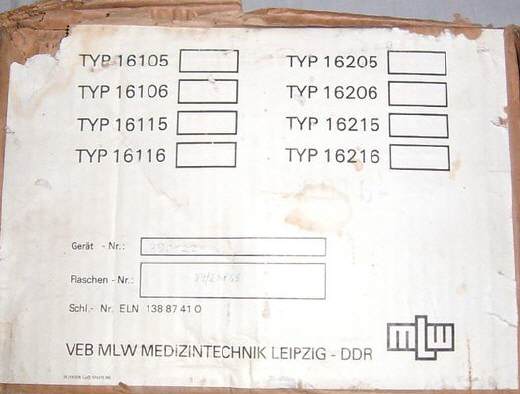 TYP 16105 TYP 16205
TYP 16106 TYP 16206
TYP 16115 TYP 16215
TYP 16116 TYP 16216
Gerät - Nr.:
Flaschen - Nr.:
Schl.- Nr. ELN 138 87 41 0
VEB MLW MEDIZINTECHNIK LEIPZIG - DDR
mlw